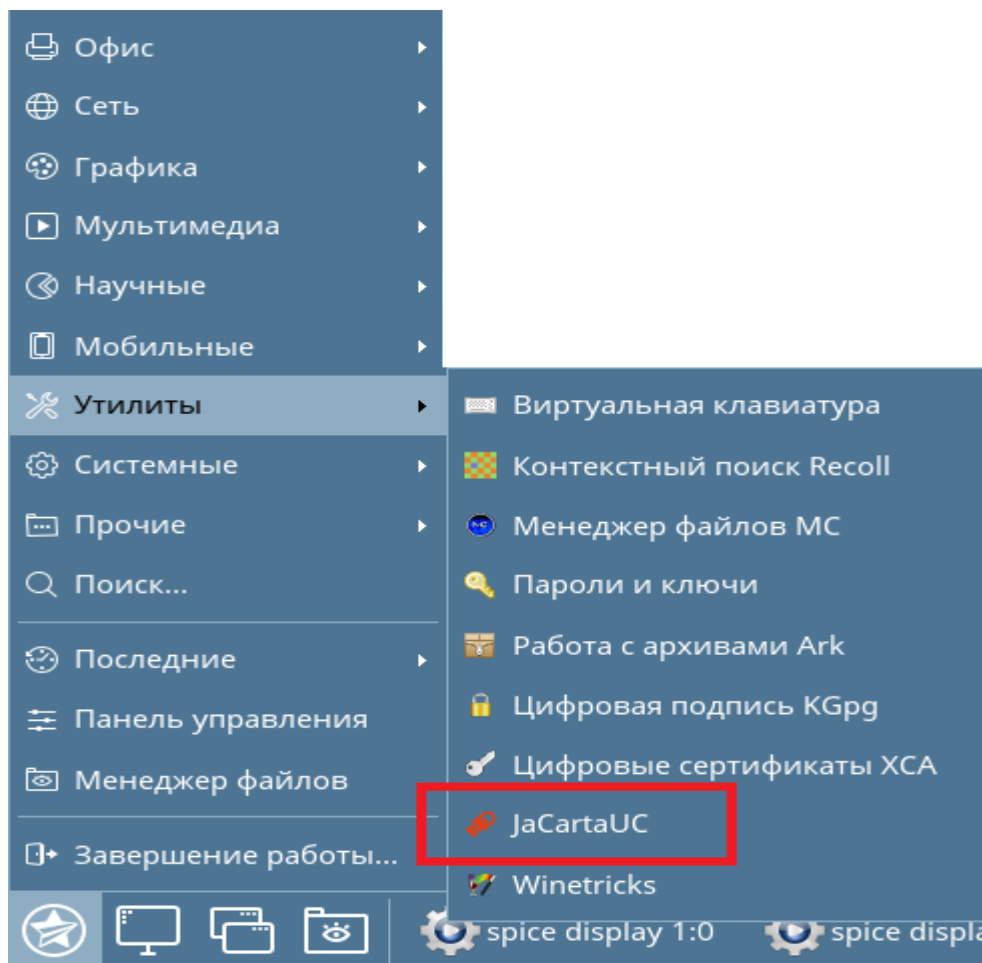 Офис
Сеть
Графика
Мультимедиа
Научные
Мобильные
Утилиты
Системные
Прочие
Поиск...
Последние
Панель управления
Менеджер файлов
Завершение работы...
Виртуальная клавиатура
Контекстный поиск Recoll
Менеджер файлов MC
Пароли и ключи
Работа с архивами Ark
Цифровая подпись KGpg
Цифровые сертификаты XCA
JaCartaUC
Winetricks
spice display 1:0
spice displa